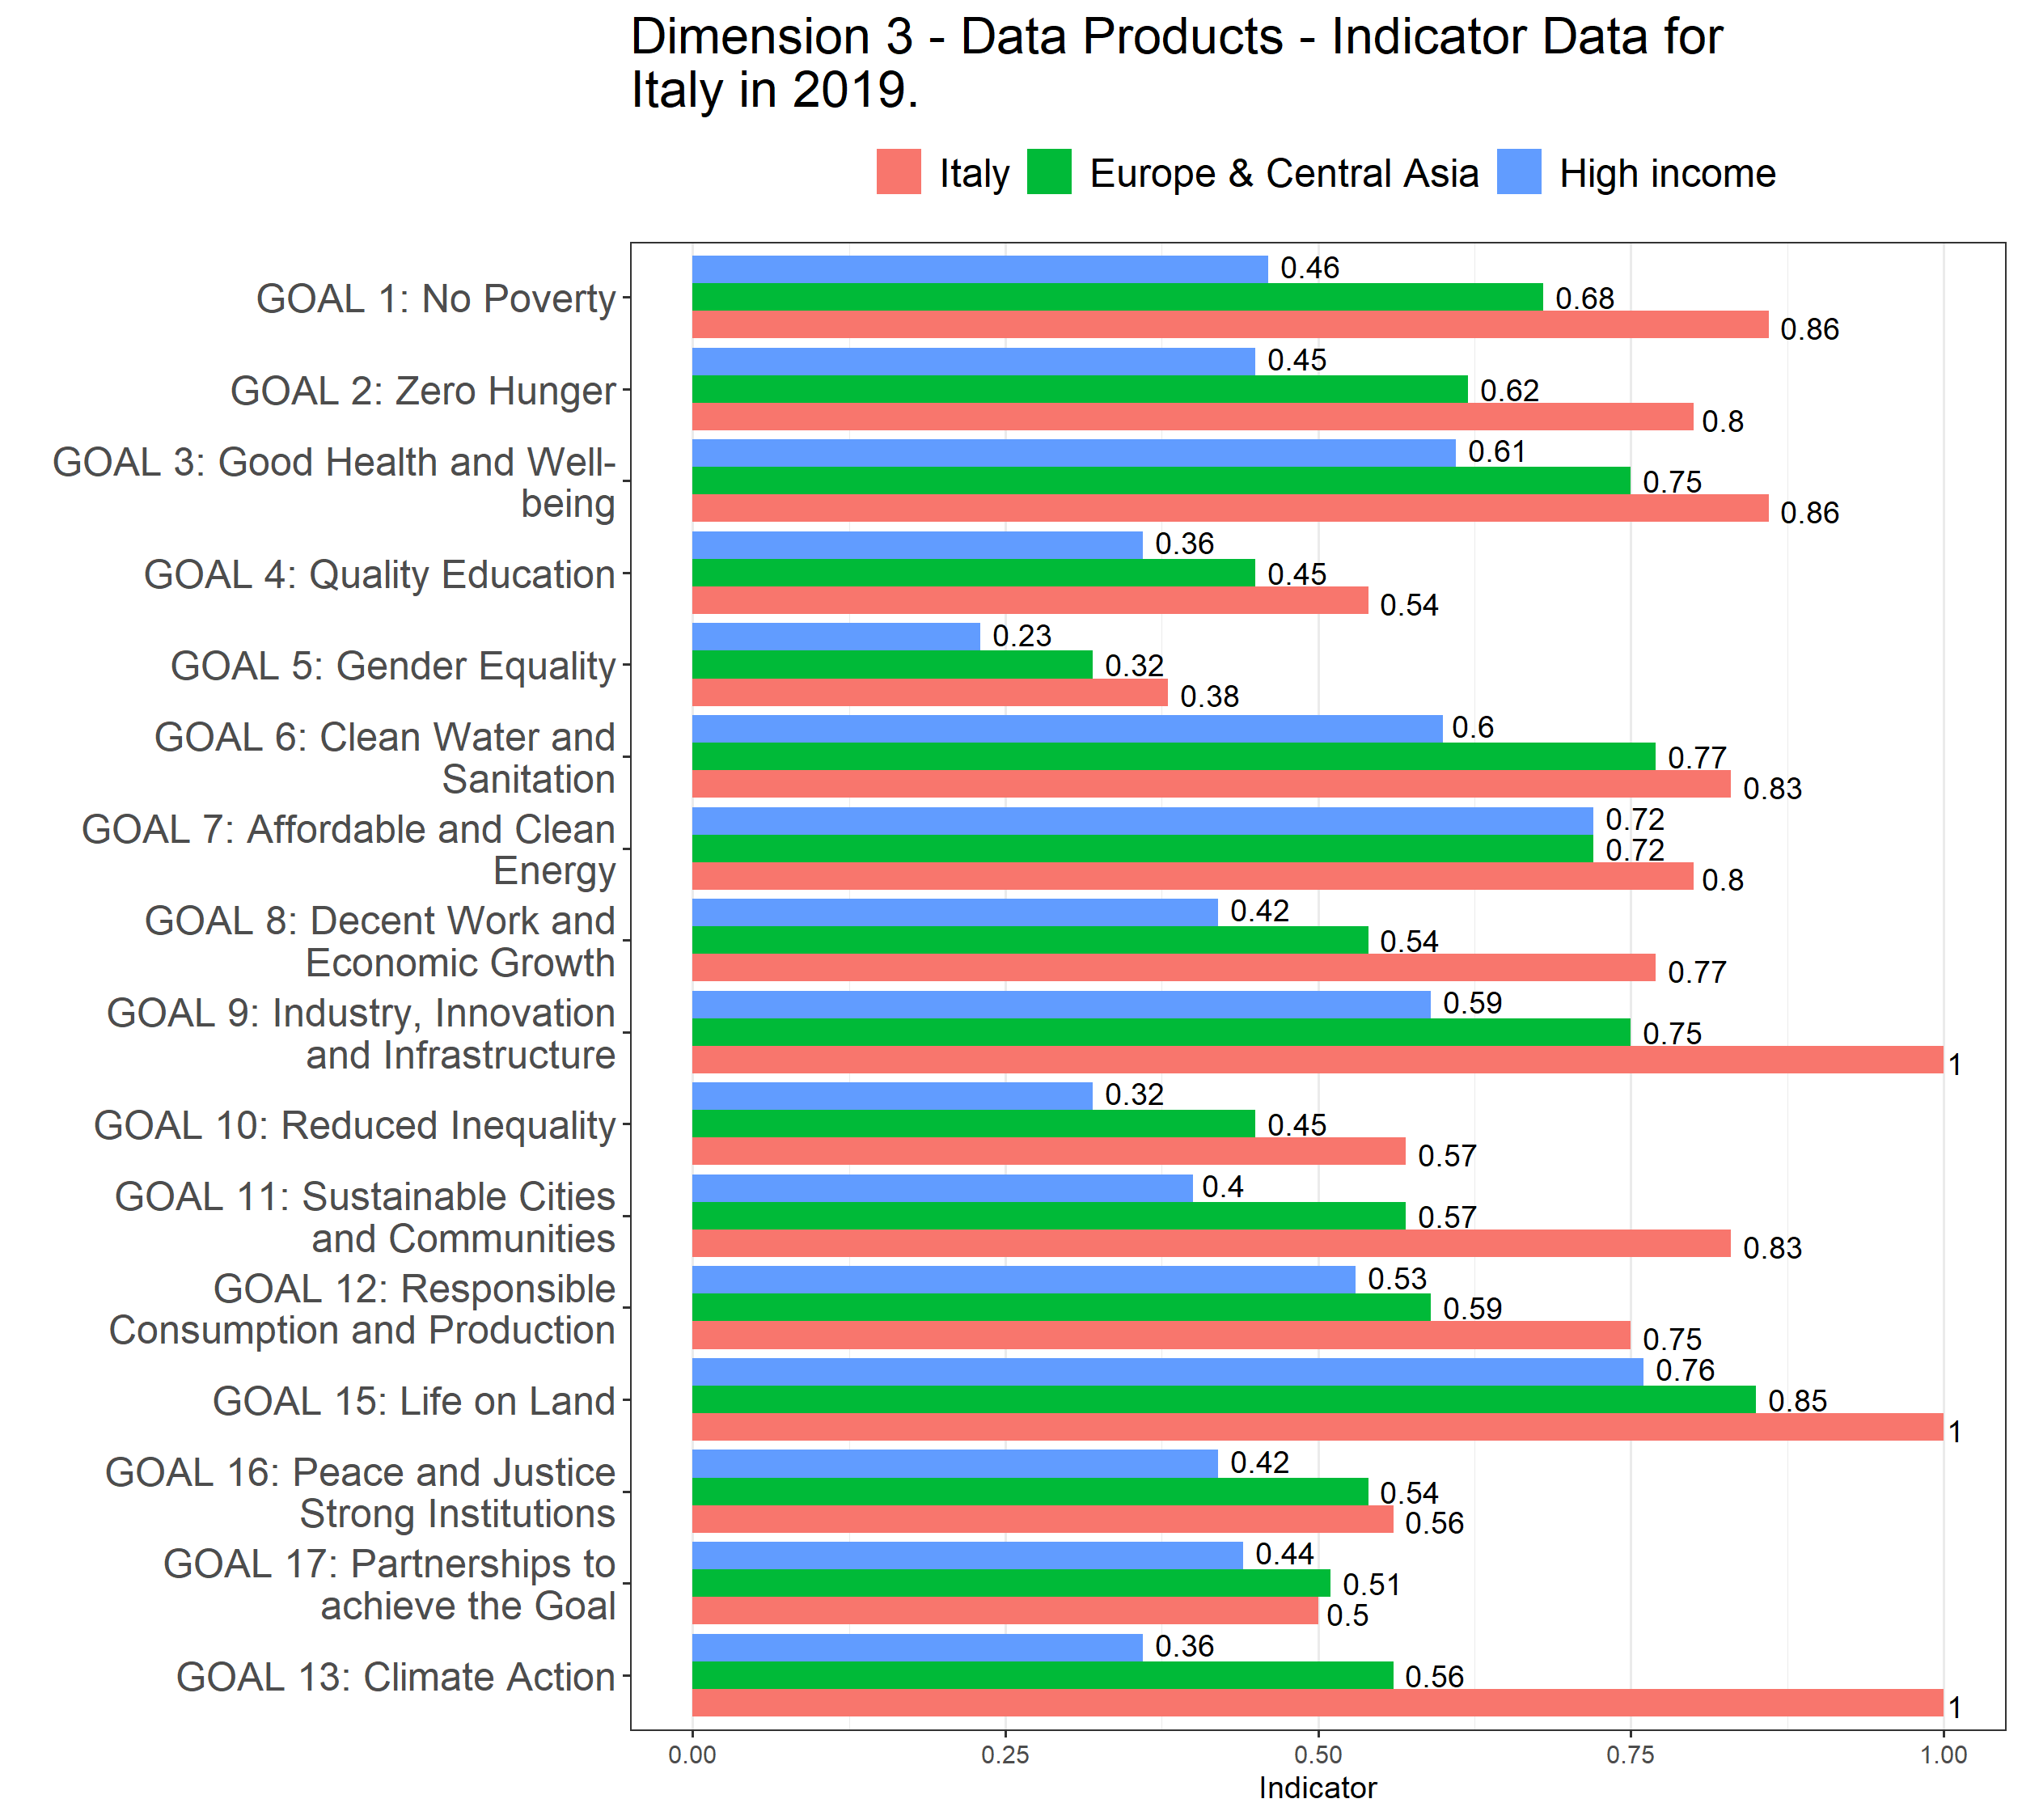 Dimension 3 - Data Products - Indicator Data for
Italy in 2019.
Italy
Europe & Central Asia
High income
GOAL 1: No Poverty
0.46
0.68
0.86
GOAL 2: Zero Hunger
0.45
0.62
0.8
GOAL 3: Good Health and Well-
being
0.61
0.75
0.86
GOAL 4: Quality Education
0.36
0.45
0.54
GOAL 5: Gender Equality
0.23
0.32
0.38
GOAL 6: Clean Water and
Sanitation
0.6
0.77
0.83
GOAL 7: Affordable and Clean
Energy
0.72
0.72
0.8
GOAL 8: Decent Work and
Economic Growth
0.42
0.54
0.77
GOAL 9: Industry, Innovation
and Infrastructure
0.59
0.75
1
GOAL 10: Reduced Inequality
0.32
0.45
0.57
GOAL 11: Sustainable Cities
and Communities
0.4
0.57
0.83
GOAL 12: Responsible
Consumption and Production
0.53
0.59
0.75
GOAL 15: Life on Land
0.76
0.85
1
GOAL 16: Peace and Justice
Strong Institutions
0.42
0.54
0.56
GOAL 17: Partnerships to
achieve the Goal
0.44
0.51
0.5
GOAL 13: Climate Action
0.36
0.56
1
0.00
0.25
0.50
0.75
1.00
Indicator